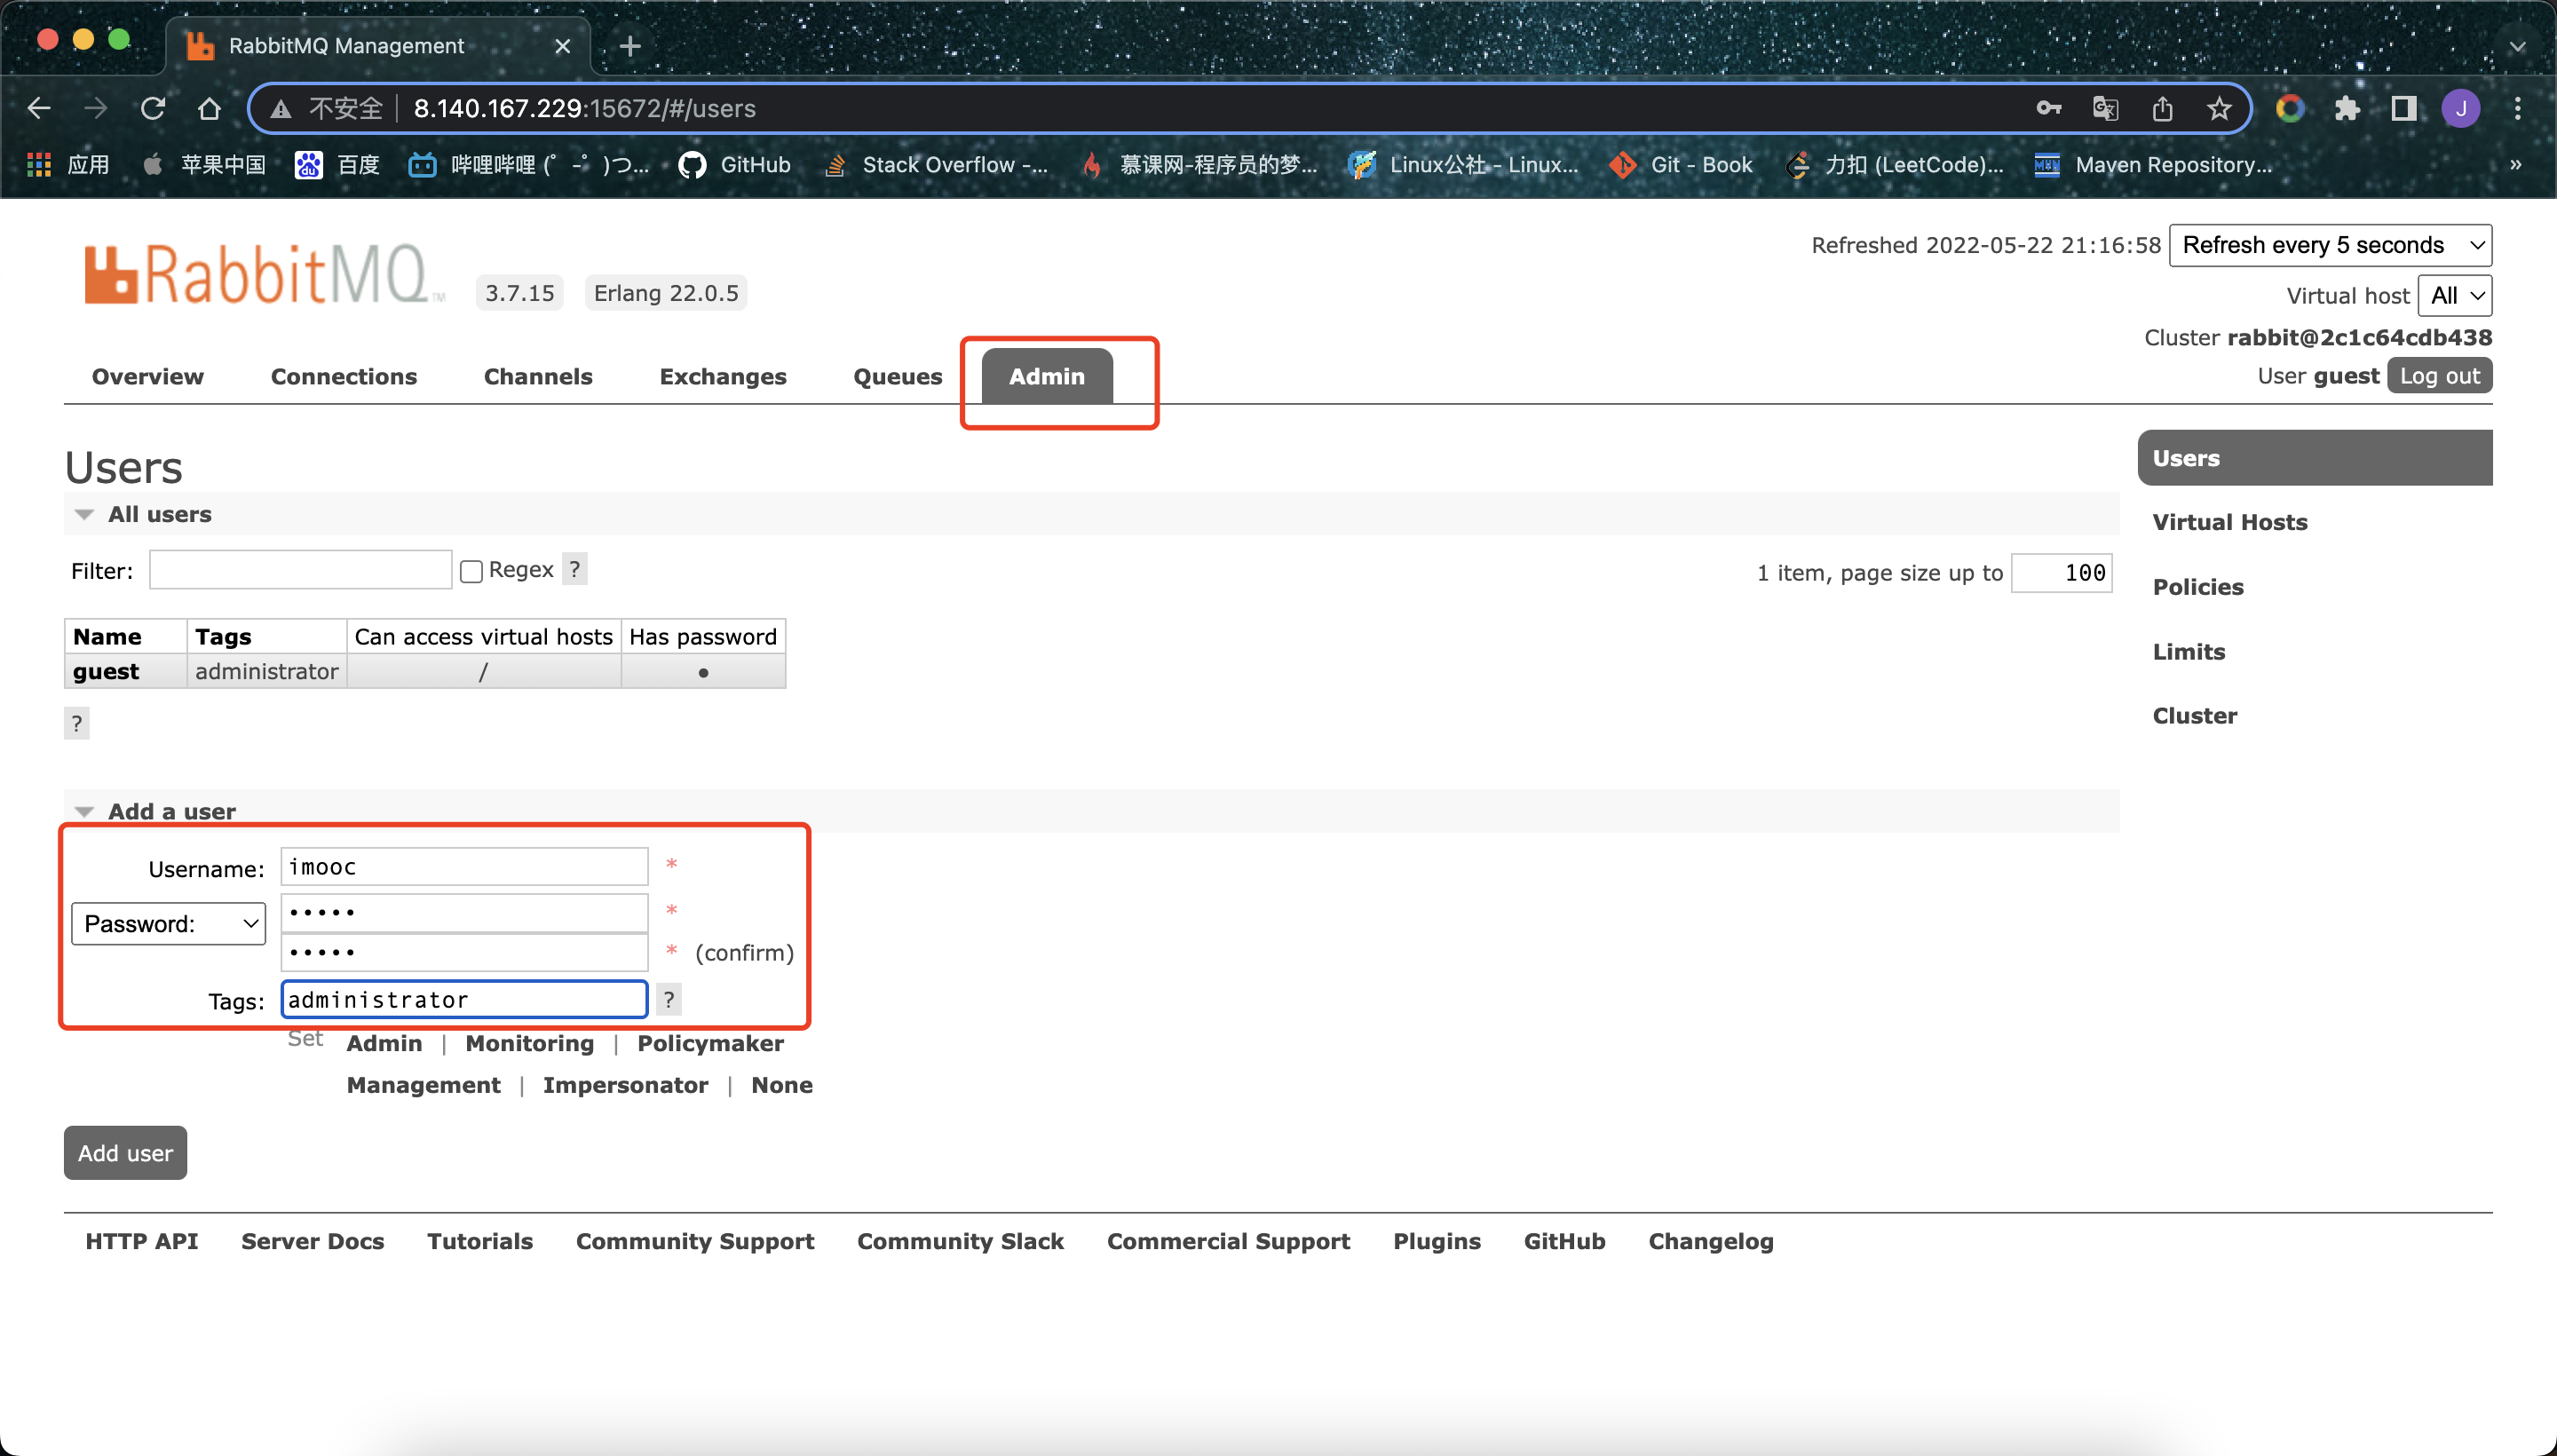 RabbitMQ Management
不安全 8.140.167.229:15672/#/users
应用 苹果中国 百度 哔哩哔哩 (゜-゜)つ... GitHub Stack Overflow -... 慕课网-程序员的梦... Linux公社 - Linux... Git - Book 力扣 (LeetCode)... Maven Repository... »
J
RabbitMQ TM 3.7.15 Erlang 22.0.5
Refreshed 2022-05-22 21:16:58 Refresh every 5 seconds
Virtual host All
Cluster rabbit@2c1c64cdb438
User guest Log out
Overview Connections Channels Exchanges Queues Admin
Users
All users
Filter: Regex ? 1 item, page size up to 100
Name Tags Can access virtual hosts Has password
guest administrator / ●
?
Add a user
Username: imooc *
Password: ••••• *
••••• * (confirm)
Tags: administrator ?
Set Admin | Monitoring | Policymaker
Management | Impersonator | None
Add user
Users
Virtual Hosts
Policies
Limits
Cluster
HTTP API Server Docs Tutorials Community Support Community Slack Commercial Support Plugins GitHub Changelog